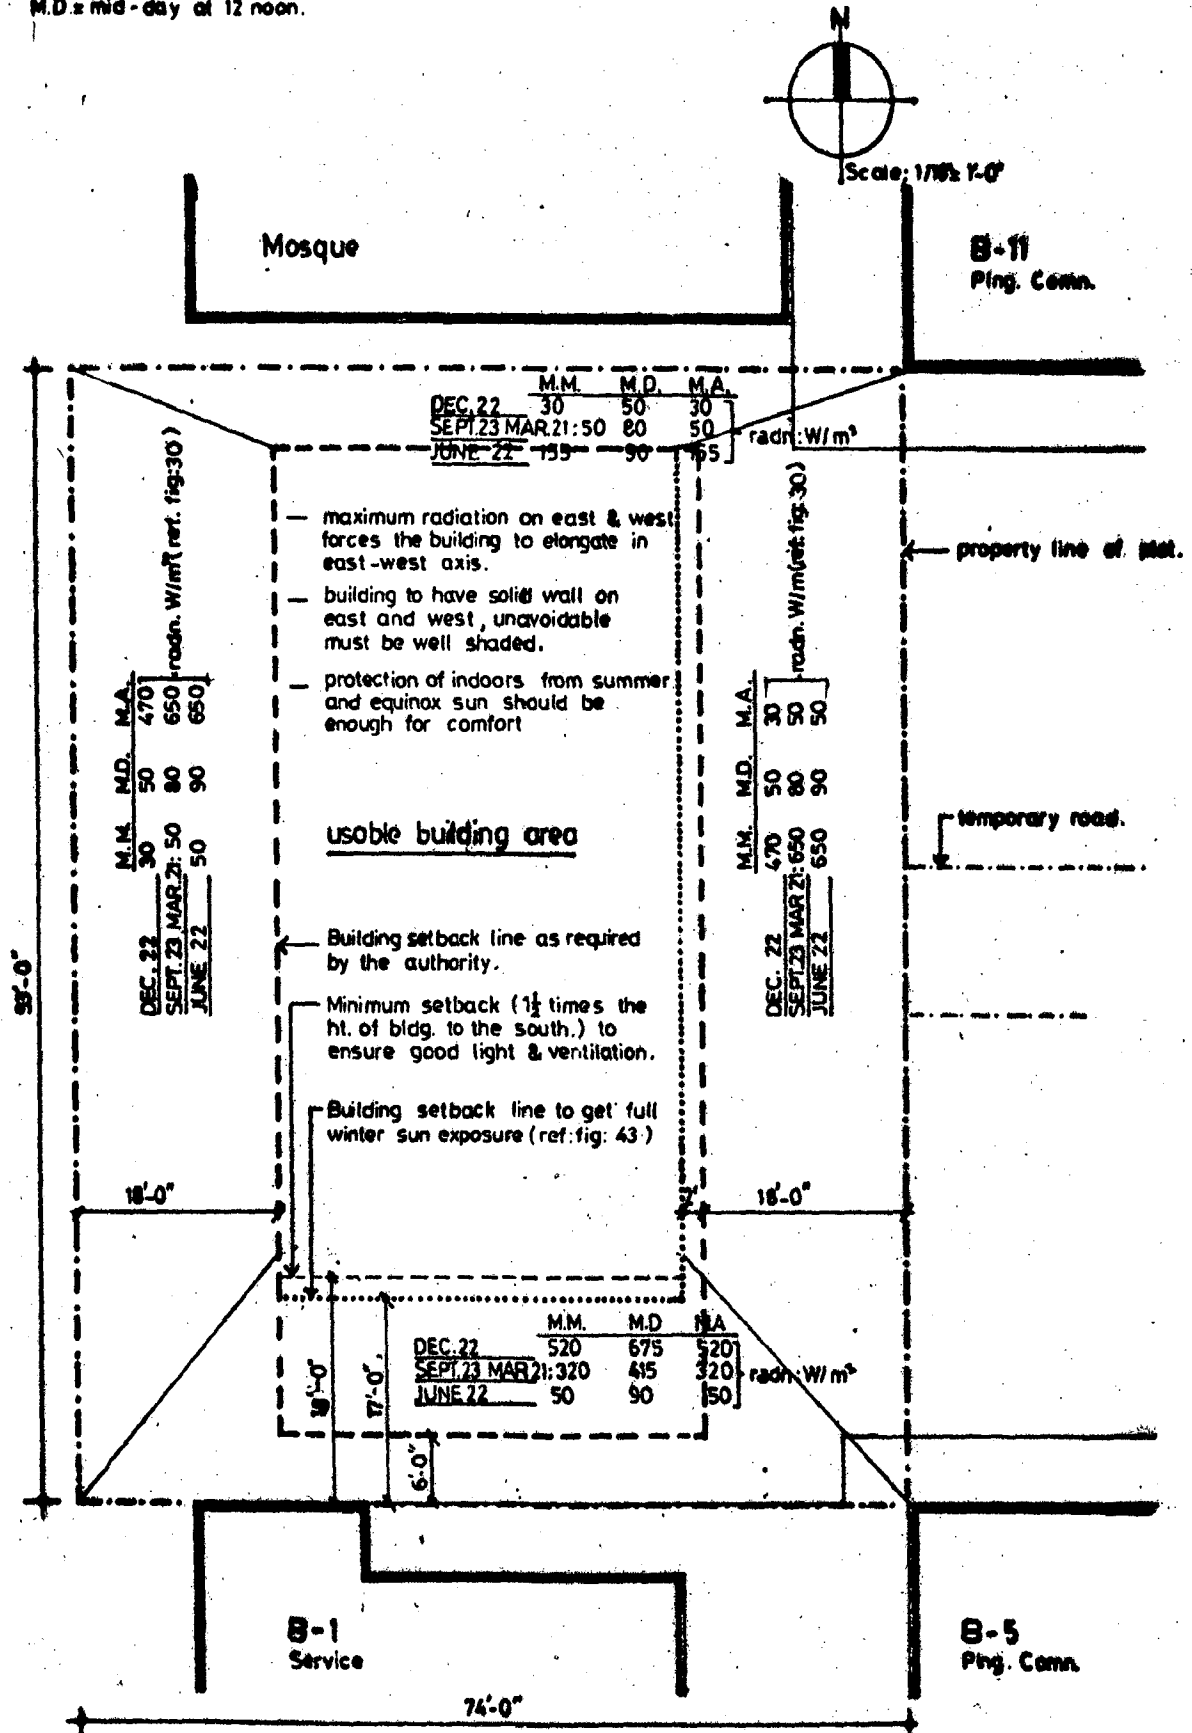 M.D.= mid-day at 12 noon.
N
Scale: 1/16"= 1'-0"
Mosque
B-11
Plng. Comn.
M.M. M.D. M.A.
DEC. 22 30 50 30
SEPT.23 MAR.21: 50 80 50
JUNE 22 155 90 155
radn: W/m²
— maximum radiation on east & west
forces the building to elongate in
east-west axis.
— building to have solid wall on
east and west, unavoidable
must be well shaded.
— protection of indoors from summer
and equinox sun should be
enough for comfort
usable building area
Building setback line as required
by the authority.
Minimum setback (1½ times the
ht. of bldg. to the south.) to
ensure good light & ventilation.
Building setback line to get full
winter sun exposure (ref: fig: 43)
M.M. M.D. M.A.
DEC. 22 30 50 470
SEPT. 23 MAR.21: 50 80 650
JUNE 22 50 90 650
radn. W/m² (ref. fig:30)
M.M. M.D. M.A.
DEC. 22 470 50 30
SEPT.23 MAR 21: 650 80 50
JUNE 22 650 90 50
radn. W/m² (ref: fig: 30)
property line of plot.
temporary road.
99'-0"
18'-0"
2'
18'-0"
M.M. M.D M.A
DEC. 22 520 675 520
SEPT.23 MAR 21: 320 415 320
JUNE 22 50 90 50
radn: W/m²
17'-0"
6'-0"
B-1
Service
B-5
Plng. Comn.
74'-0"